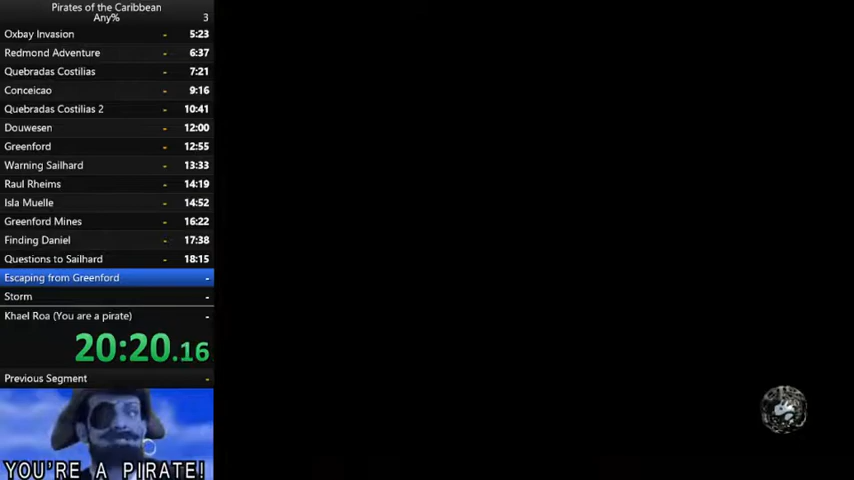 Pirates of the Caribbean
Any% 3
Oxbay Invasion - 5:23
Redmond Adventure - 6:37
Quebradas Costilias - 7:21
Conceicao - 9:16
Quebradas Costilias 2 - 10:41
Douwesen - 12:00
Greenford - 12:55
Warning Sailhard - 13:33
Raul Rheims - 14:19
Isla Muelle - 14:52
Greenford Mines - 16:22
Finding Daniel - 17:38
Questions to Sailhard - 18:15
Escaping from Greenford -
Storm -
Khael Roa (You are a pirate) -
20:20.16
Previous Segment -
YOU'RE A PIRATE!